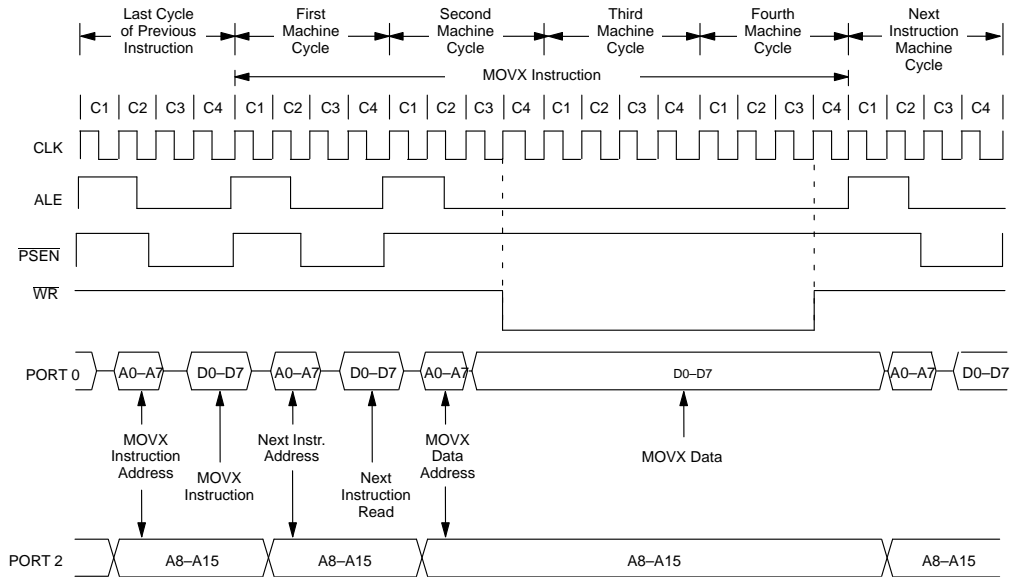 Last Cycle
of Previous
Instruction
First
Machine
Cycle
Second
Machine
Cycle
Third
Machine
Cycle
Fourth
Machine
Cycle
Next
Instruction
Machine
Cycle
MOVX Instruction
C1 C2 C3 C4 C1 C2 C3 C4 C1 C2 C3 C4 C1 C2 C3 C4 C1 C2 C3 C4 C1 C2 C3 C4
CLK
ALE
PSEN
WR
PORT 0 A0–A7 D0–D7 A0–A7 D0–D7 A0–A7 D0–D7 A0–A7 D0–D7
MOVX
Instruction
Address
MOVX
Instruction
Next Instr.
Address
Next
Instruction
Read
MOVX
Data
Address
MOVX Data
PORT 2 A8–A15 A8–A15 A8–A15 A8–A15